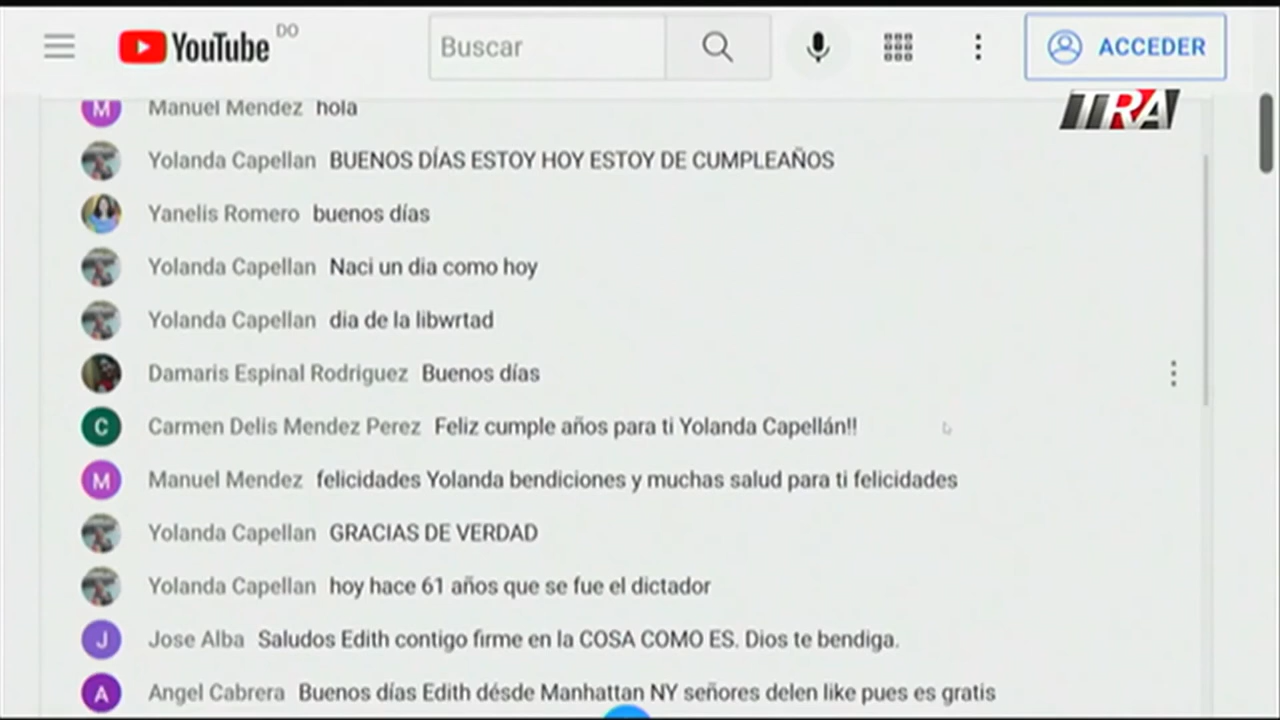 YouTube DO
Buscar
ACCEDER
TRA
M Manuel Mendez hola
Yolanda Capellan BUENOS DÍAS ESTOY HOY ESTOY DE CUMPLEAÑOS
Yanelis Romero buenos días
Yolanda Capellan Naci un dia como hoy
Yolanda Capellan dia de la libwrtad
Damaris Espinal Rodriguez Buenos días
C Carmen Delis Mendez Perez Feliz cumple años para ti Yolanda Capellán!!
M Manuel Mendez felicidades Yolanda bendiciones y muchas salud para ti felicidades
Yolanda Capellan GRACIAS DE VERDAD
Yolanda Capellan hoy hace 61 años que se fue el dictador
J Jose Alba Saludos Edith contigo firme en la COSA COMO ES. Dios te bendiga.
A Angel Cabrera Buenos días Edith désde Manhattan NY señores delen like pues es gratis